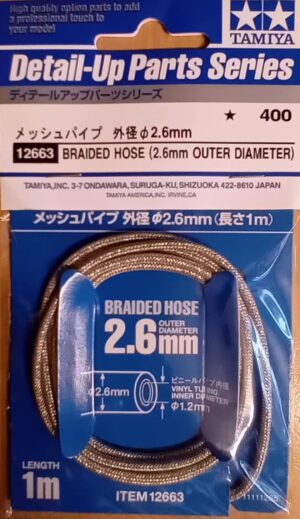 High quality option parts to add
a professional touch to
your model
TAMIYA
Detail-Up Parts Series
ディテールアップパーツシリーズ
★ 400
メッシュパイプ 外径φ2.6mm
12663 BRAIDED HOSE (2.6mm OUTER DIAMETER)
TAMIYA,INC. 3-7 ONDAWARA, SURUGA-KU, SHIZUOKA 422-8610 JAPAN
TAMIYA AMERICA, INC. IRVINE, CA
メッシュパイプ 外径φ2.6mm(長さ1m)
BRAIDED HOSE
2.6mm OUTER DIAMETER
φ2.6mm
ビニールパイプ内径
VINYL TUBING
INNER DIAMETER
φ1.2mm
LENGTH
1m
ITEM 12663